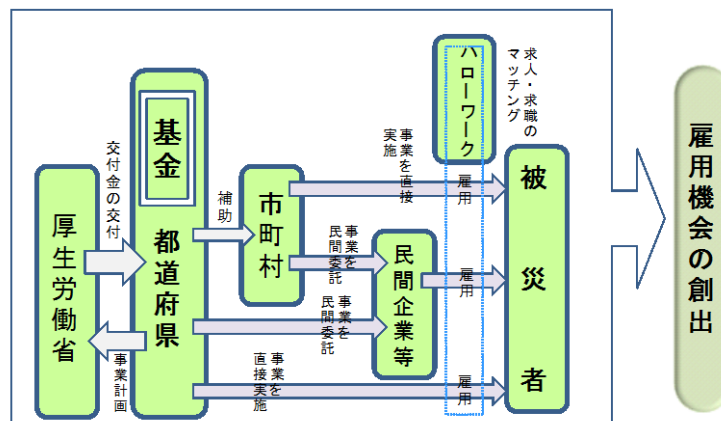 厚生労働省
交付金の交付
事業計画
基金
都道府県
補助
市町村
事業を直接
実施
事業を
民間委託
事業を
民間委託
事業を
直接実施
民間企業等
ハローワーク
求人・求職の
マッチング
雇用
雇用
雇用
被災者
雇用機会の創出